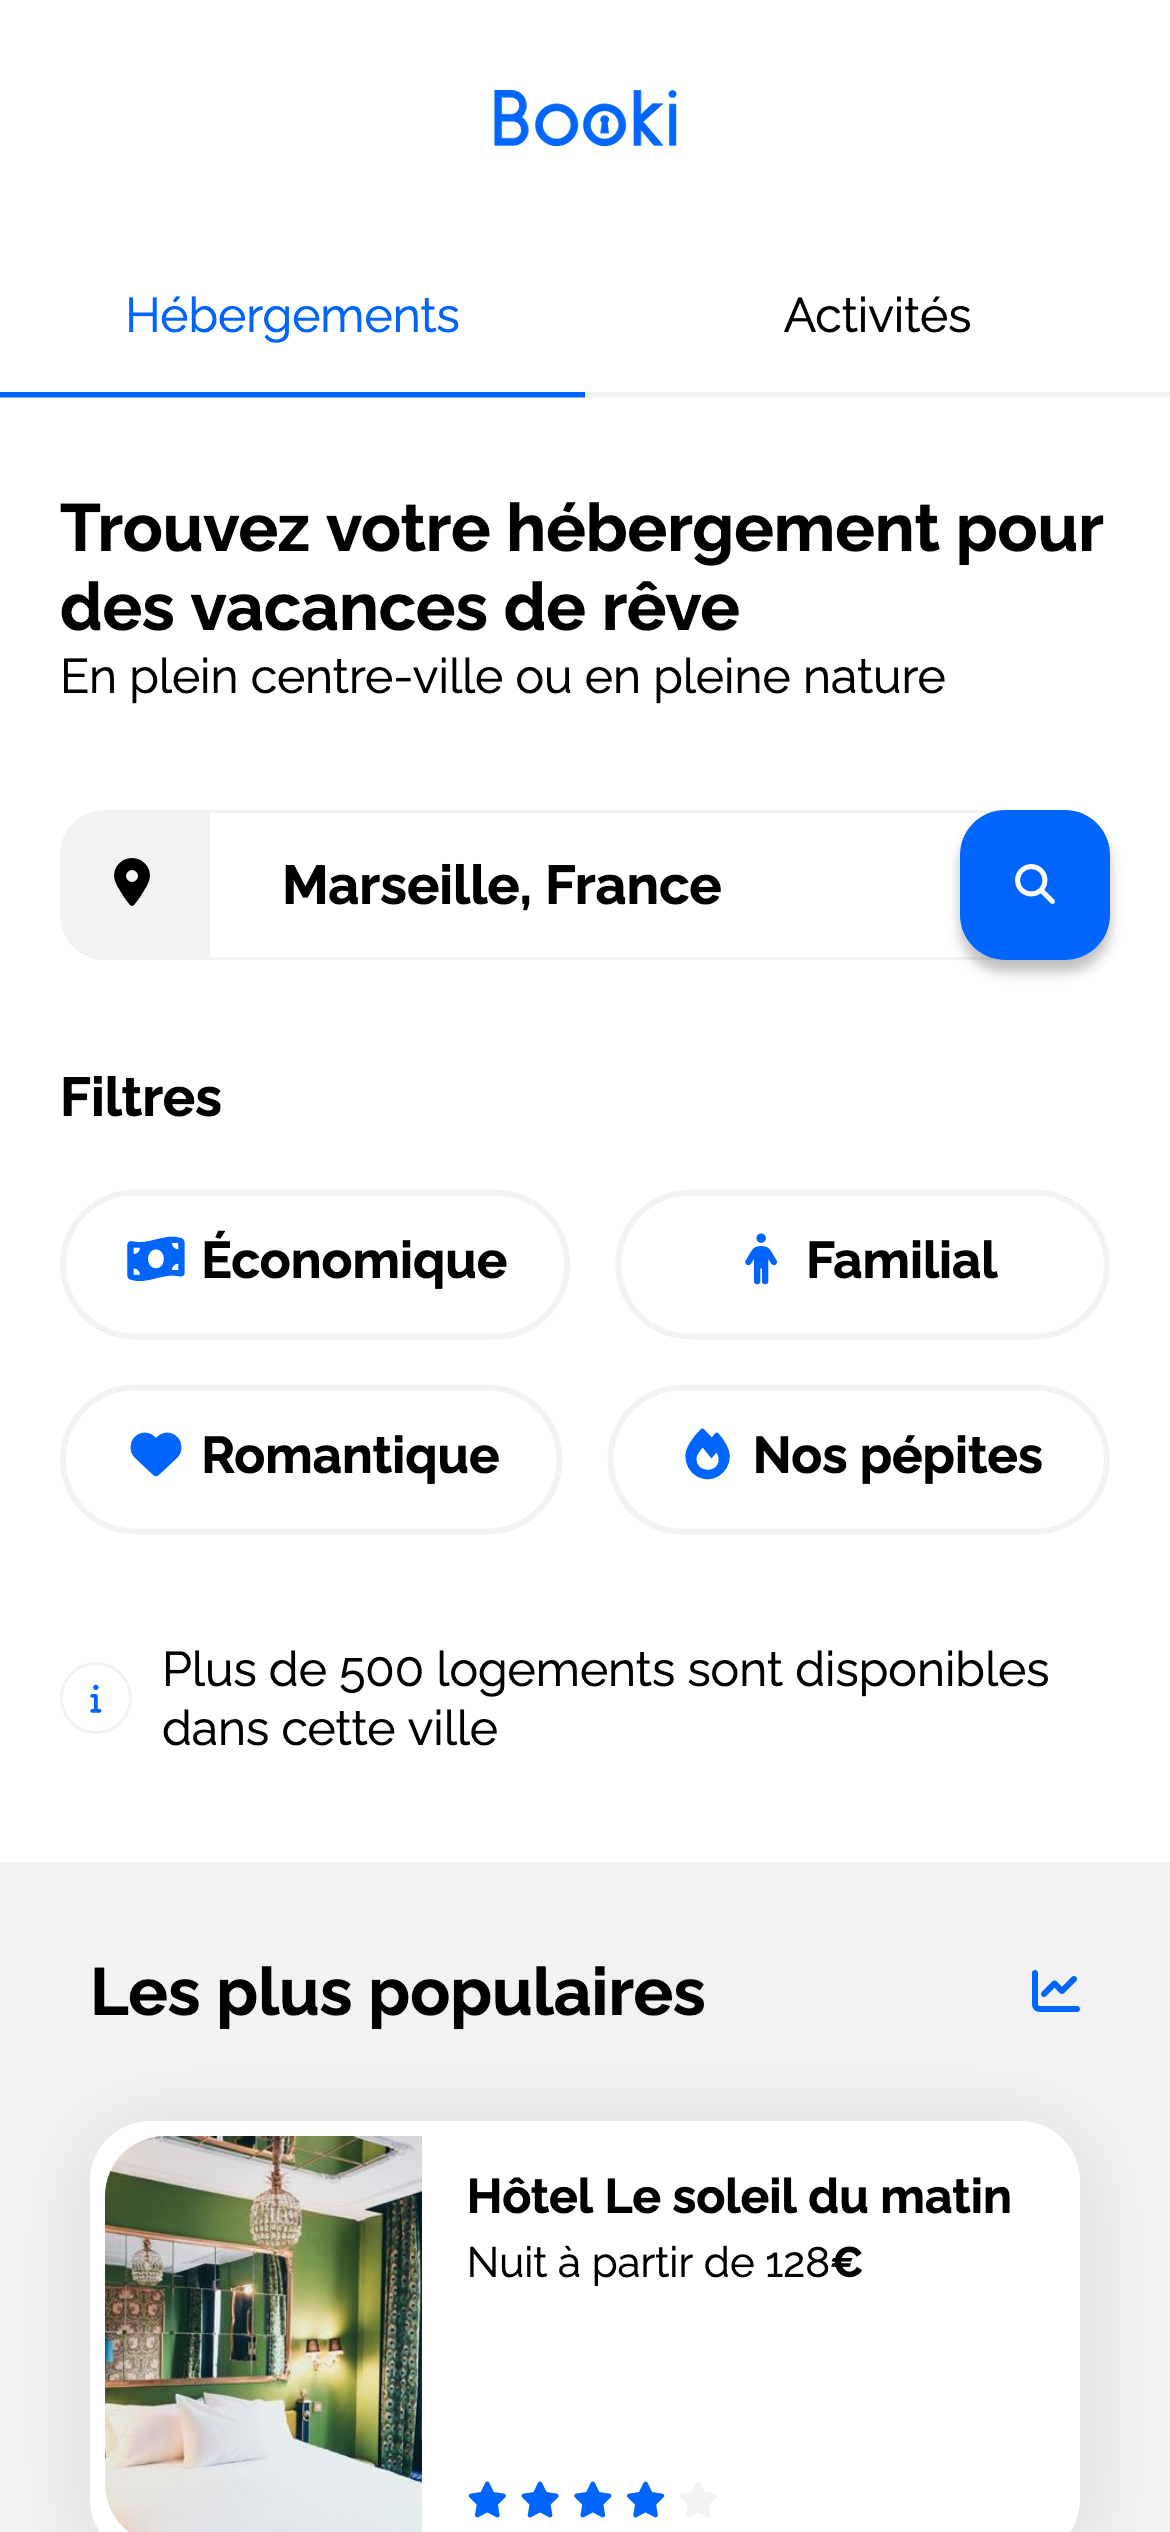 Booki
Hébergements
Activités
Trouvez votre hébergement pour
des vacances de rêve
En plein centre-ville ou en pleine nature
Marseille, France
Filtres
Économique
Familial
Romantique
Nos pépites
Plus de 500 logements sont disponibles
dans cette ville
Les plus populaires
Hôtel Le soleil du matin
Nuit à partir de 128€